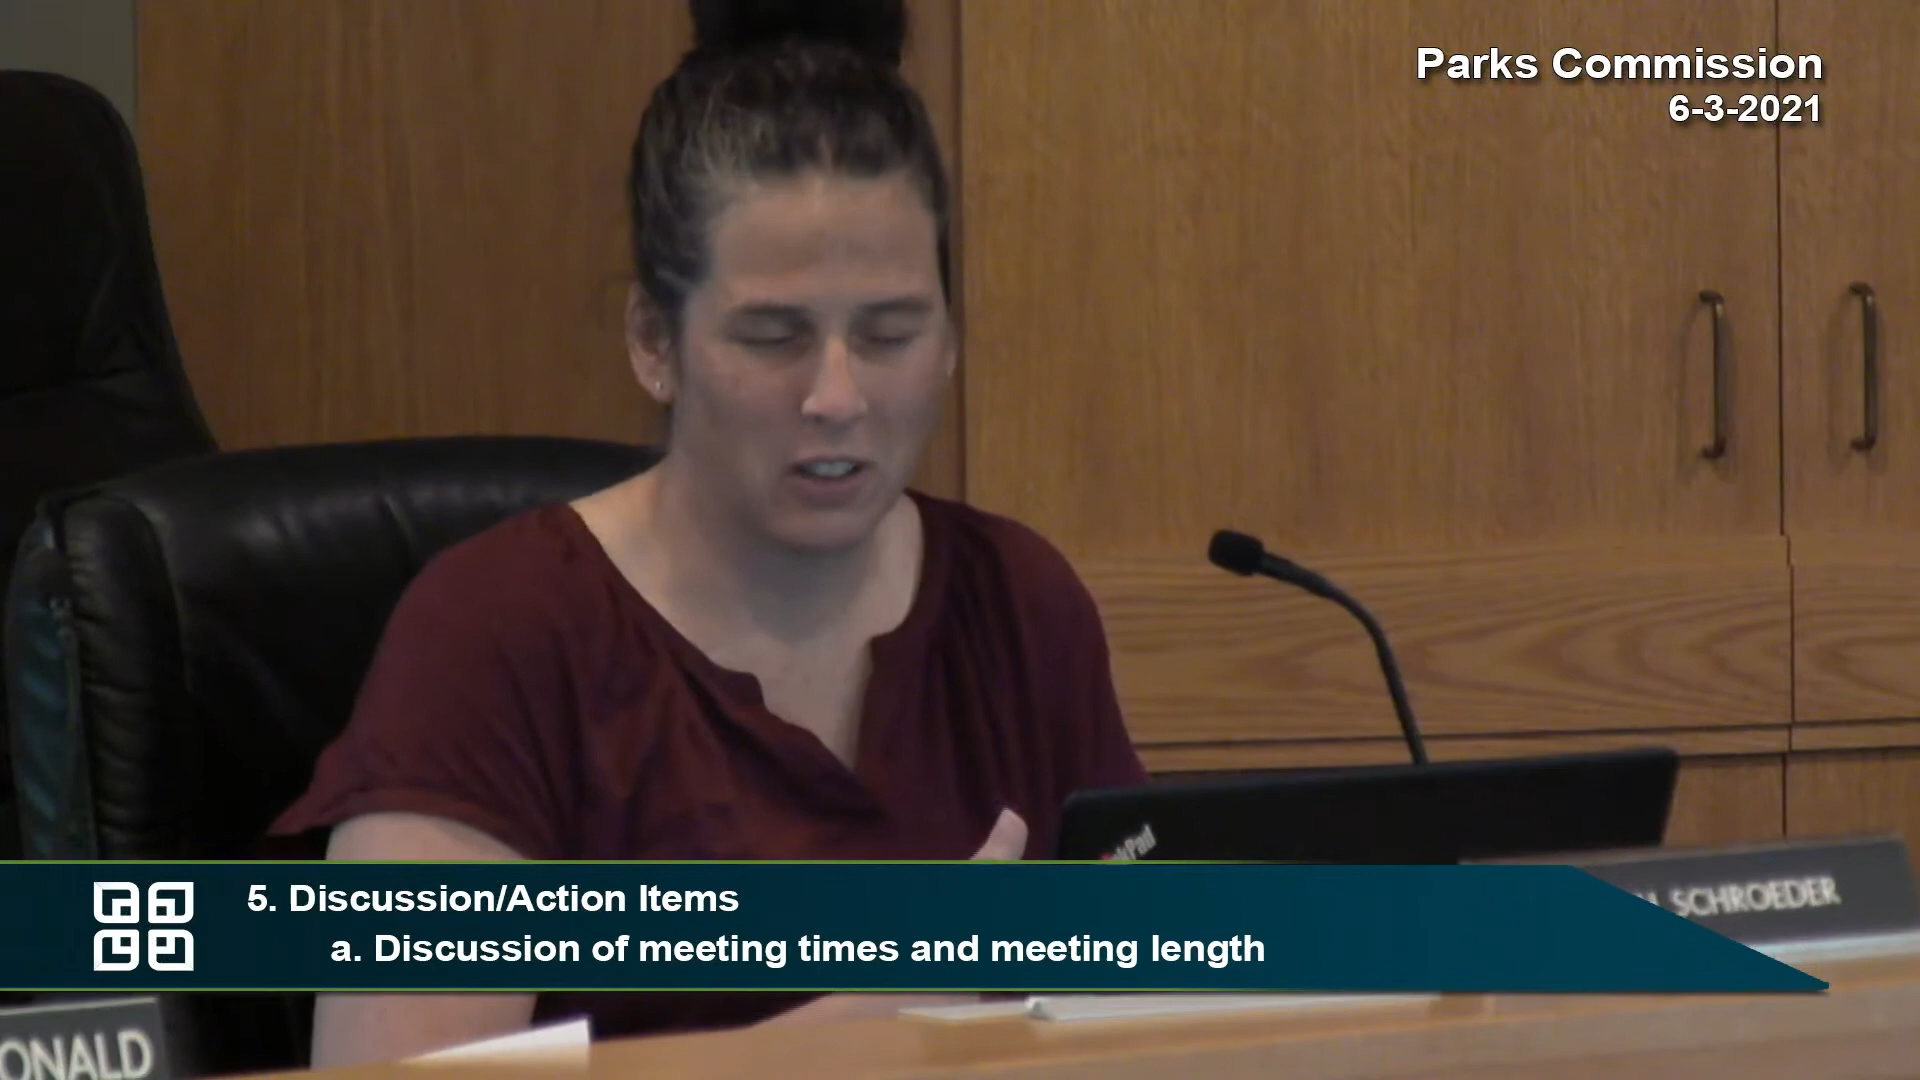 Parks Commission
6-3-2021
5. Discussion/Action Items
a. Discussion of meeting times and meeting length
SCHROEDER
ONALD